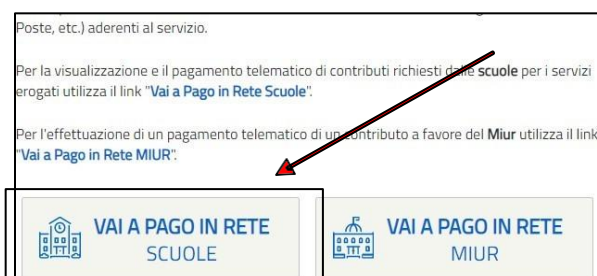 Poste, etc.) aderenti al servizio.
Per la visualizzazione e il pagamento telematico di contributi richiesti dalle scuole per i servizi
erogati utilizza il link "Vai a Pago in Rete Scuole".
Per l'effettuazione di un pagamento telematico di un contributo a favore del Miur utilizza il link
"Vai a Pago in Rete MIUR".
VAI A PAGO IN RETE
SCUOLE
VAI A PAGO IN RETE
MIUR